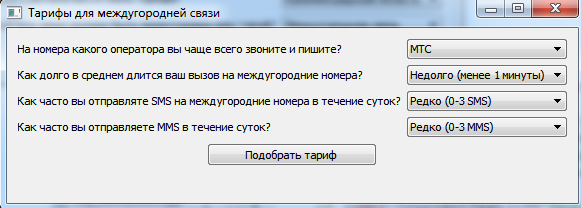 Тарифы для междугородней связи
На номера какого оператора вы чаще всего звоните и пишите? МТС
Как долго в среднем длится ваш вызов на междугородние номера? Недолго (менее 1 минуты)
Как часто вы отправляте SMS на междугородние номера в течение суток? Редко (0-3 SMS)
Как часто вы отправляете MMS в течение суток? Редко (0-3 MMS)
Подобрать тариф